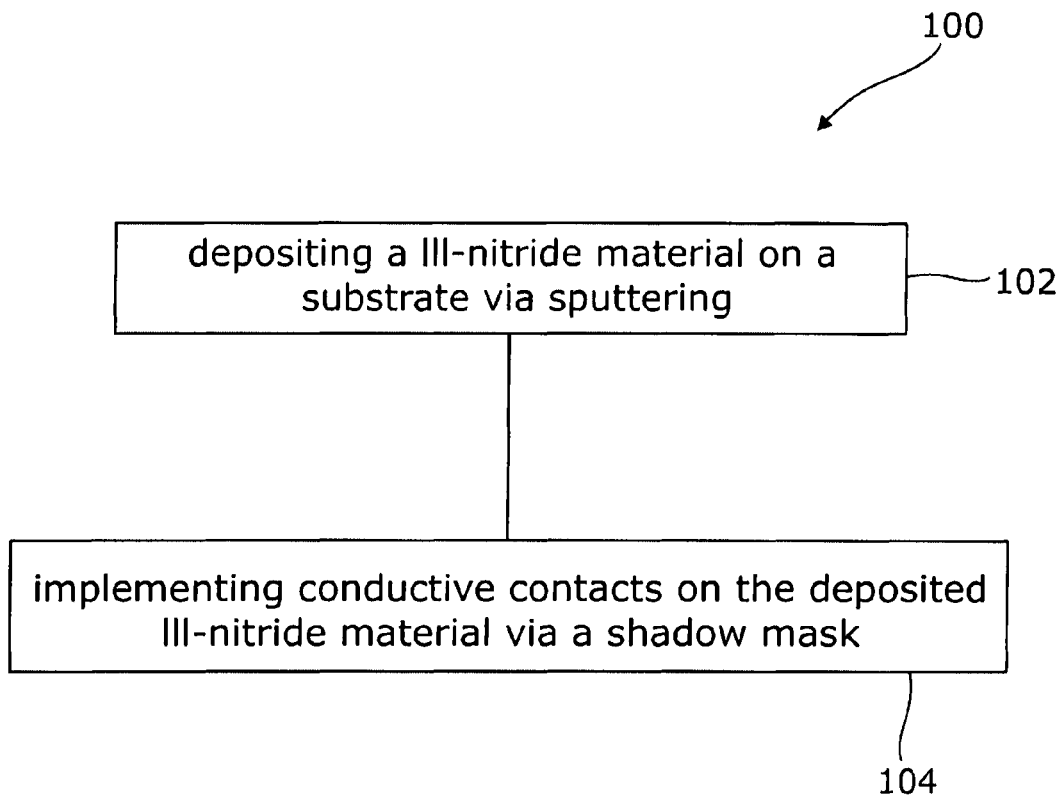 100
depositing a III-nitride material on a
substrate via sputtering
102
implementing conductive contacts on the deposited
III-nitride material via a shadow mask
104